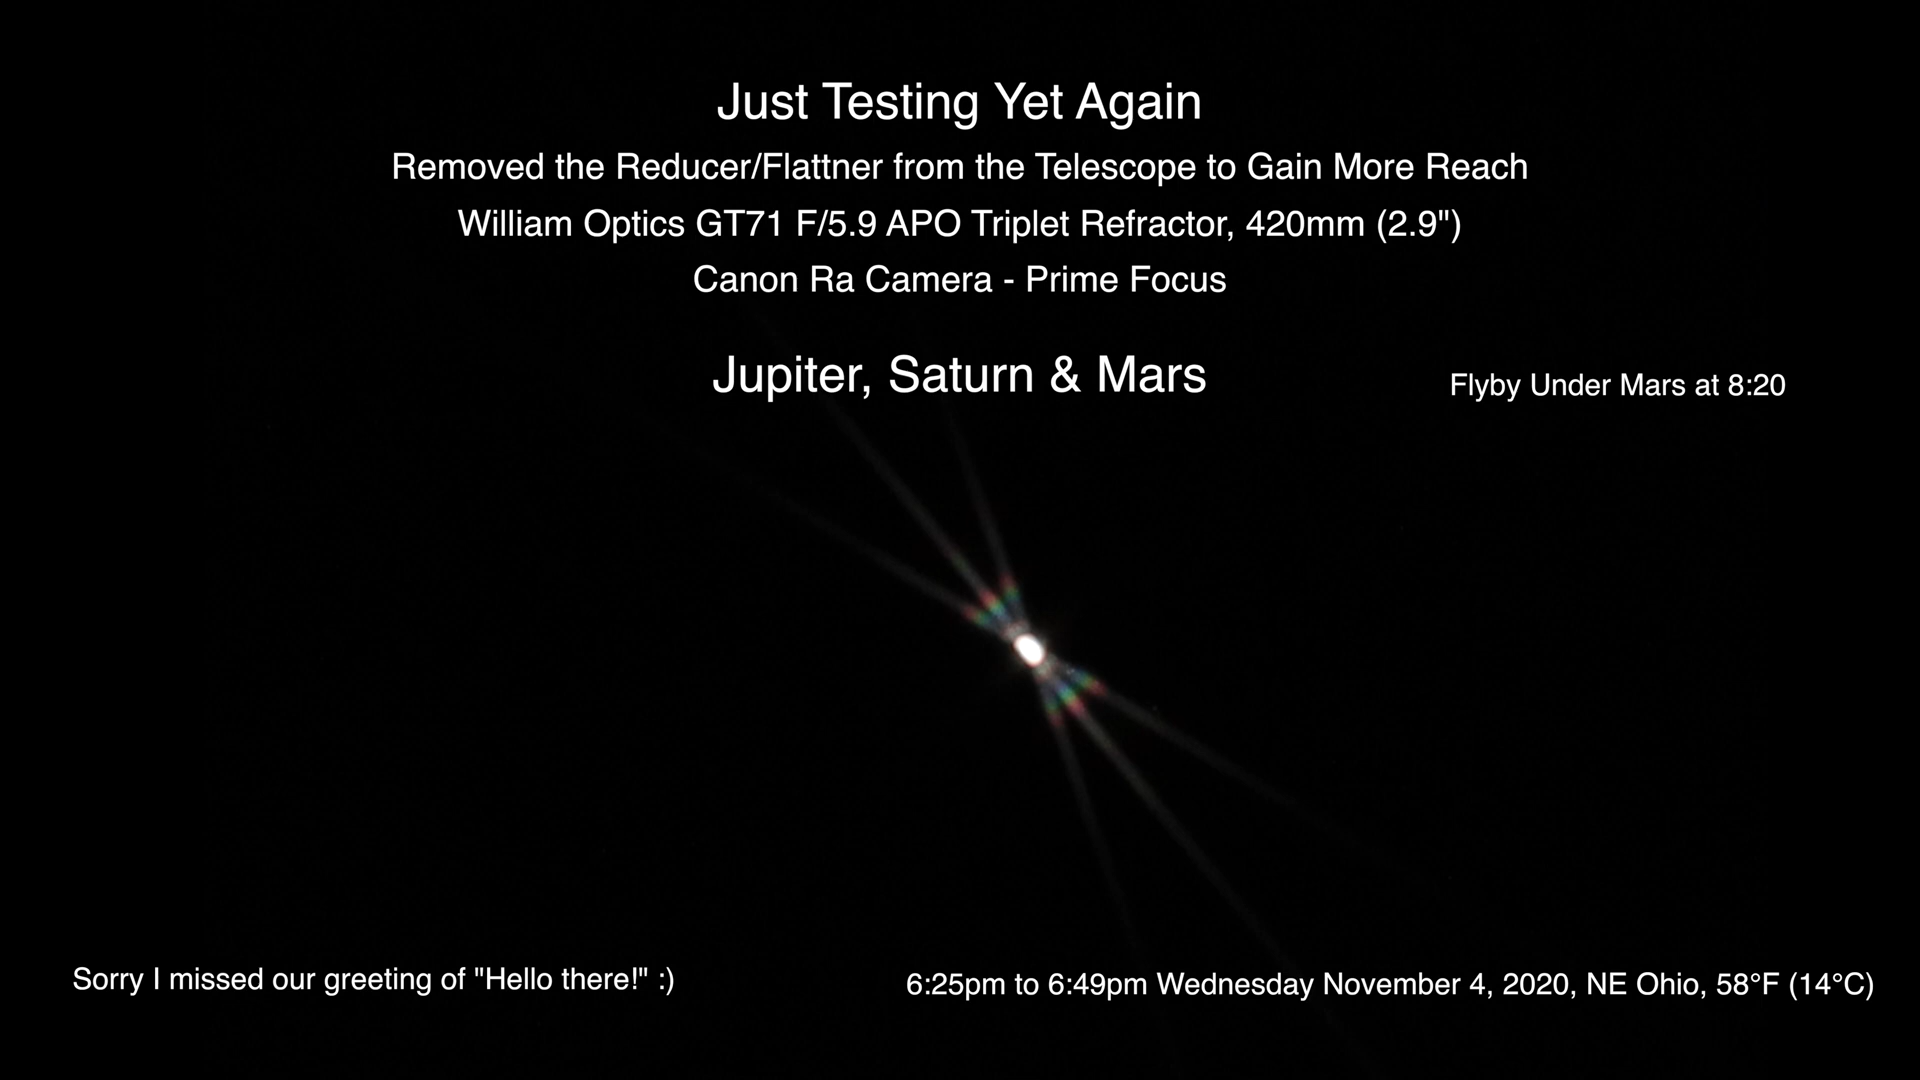 Just Testing Yet Again
Removed the Reducer/Flattner from the Telescope to Gain More Reach
William Optics GT71 F/5.9 APO Triplet Refractor, 420mm (2.9")
Canon Ra Camera - Prime Focus
Jupiter, Saturn & Mars
Flyby Under Mars at 8:20
Sorry I missed our greeting of "Hello there!" :)
6:25pm to 6:49pm Wednesday November 4, 2020, NE Ohio, 58°F (14°C)